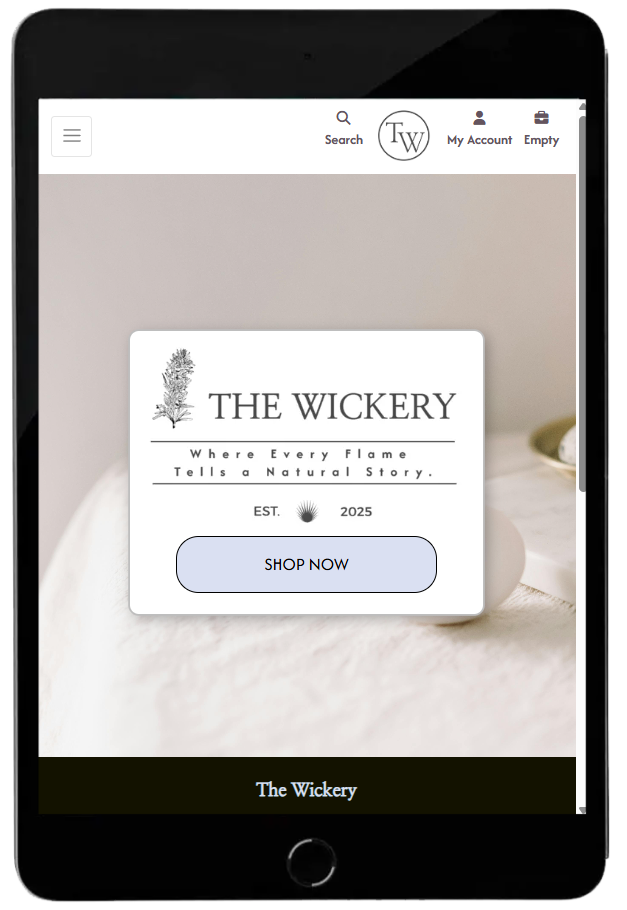 Search
TW
My Account
Empty
THE WICKERY
Where Every Flame
Tells a Natural Story.
EST. 2025
SHOP NOW
The Wickery